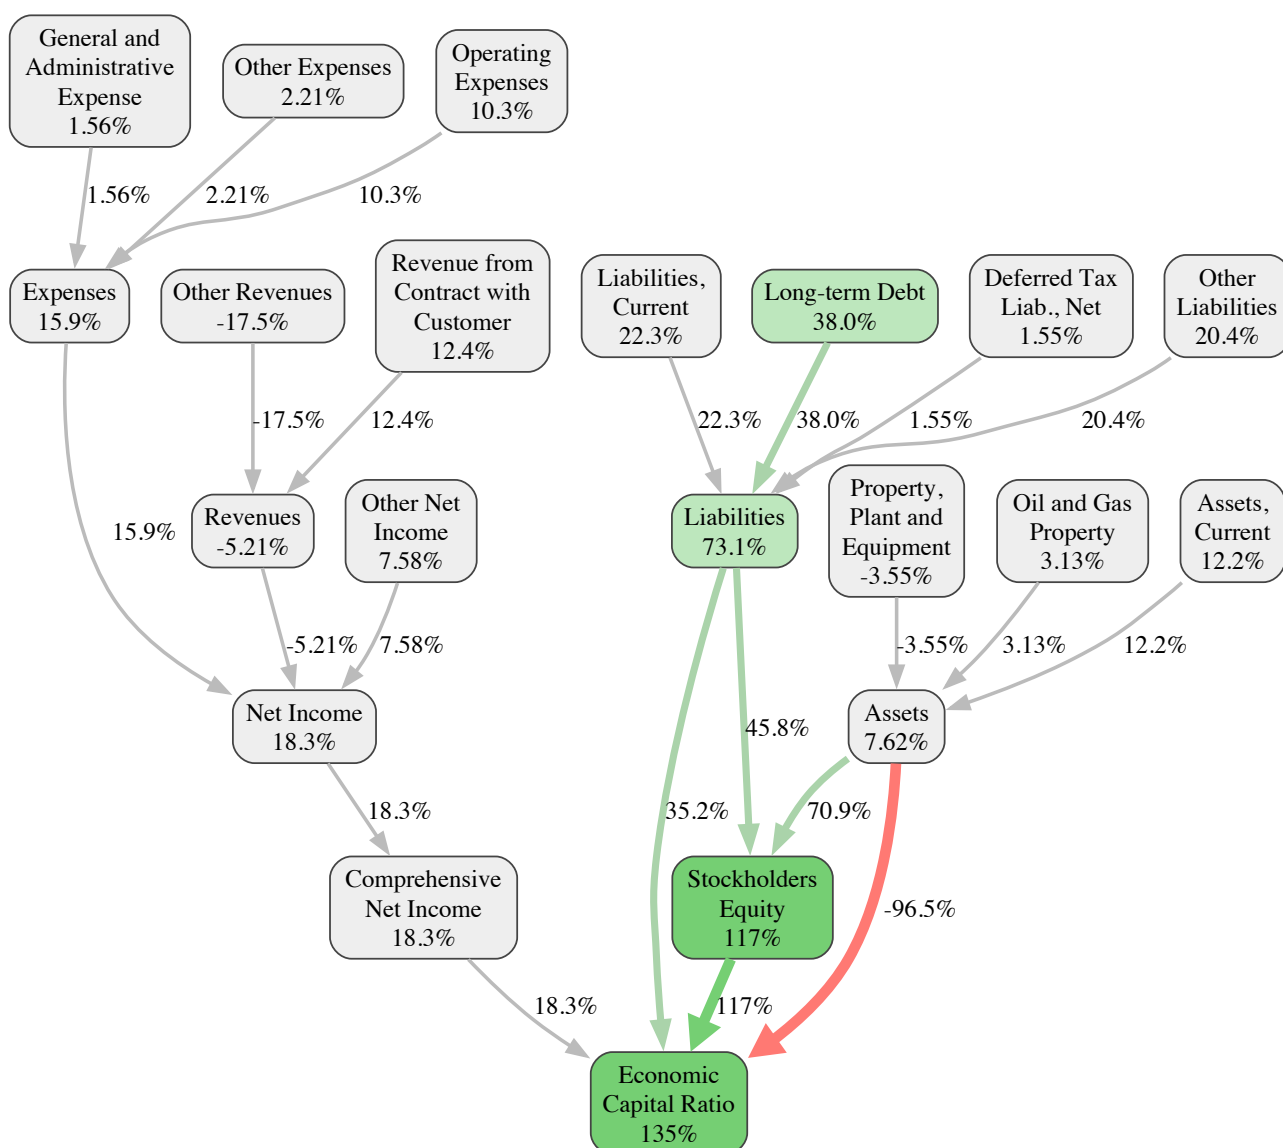 General and
Administrative
Expense
1.56%
Other Expenses
2.21%
Operating
Expenses
10.3%
1.56%
2.21%
10.3%
Expenses
15.9%
Other Revenues
-17.5%
Revenue from
Contract with
Customer
12.4%
Liabilities,
Current
22.3%
Long-term Debt
38.0%
Deferred Tax
Liab., Net
1.55%
Other
Liabilities
20.4%
-17.5%
12.4%
22.3%
38.0%
1.55%
20.4%
15.9%
Revenues
-5.21%
Other Net
Income
7.58%
Liabilities
73.1%
Property,
Plant and
Equipment
-3.55%
Oil and Gas
Property
3.13%
Assets,
Current
12.2%
-5.21%
7.58%
-3.55%
3.13%
12.2%
Net Income
18.3%
45.8%
Assets
7.62%
18.3%
35.2%
70.9%
Comprehensive
Net Income
18.3%
Stockholders
Equity
117%
-96.5%
18.3%
117%
Economic
Capital Ratio
135%